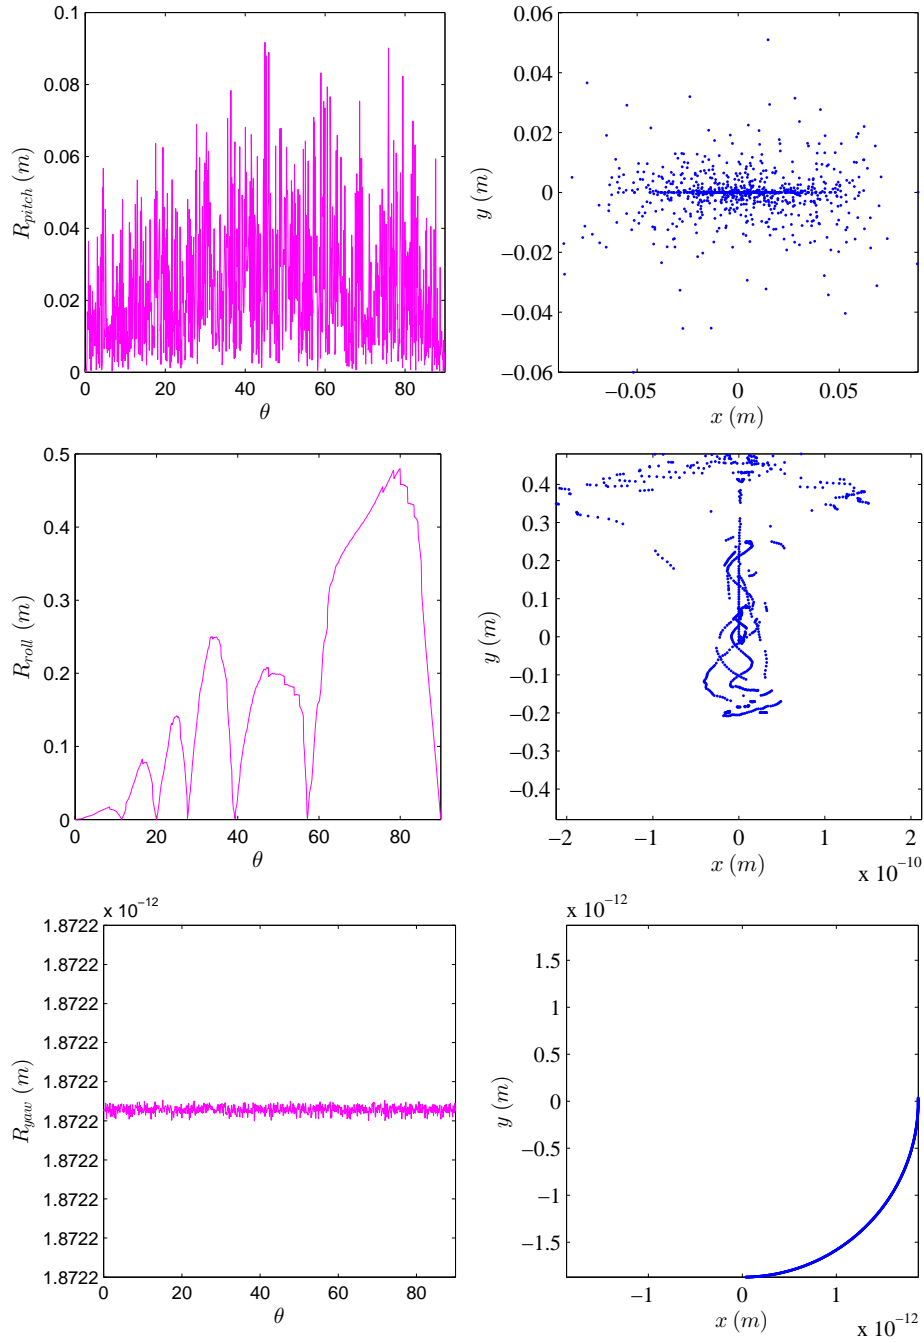 0.1
0.08
0.06
0.04
0.02
0
R_pitch (m)
0 20 40 60 80
θ
0.06
0.04
0.02
0
−0.02
−0.04
−0.06
y (m)
−0.05 0 0.05
x (m)
0.5
0.4
0.3
0.2
0.1
0
R_roll (m)
0 20 40 60 80
θ
0.4
0.3
0.2
0.1
0
−0.1
−0.2
−0.3
−0.4
y (m)
−2 −1 0 1 2
x (m)
x 10^−10
x 10^−12
1.8722
1.8722
1.8722
1.8722
1.8722
1.8722
1.8722
1.8722
1.8722
1.8722
R_yaw (m)
0 20 40 60 80
θ
x 10^−12
1.5
1
0.5
0
−0.5
−1
−1.5
y (m)
−1 0 1
x (m)
x 10^−12